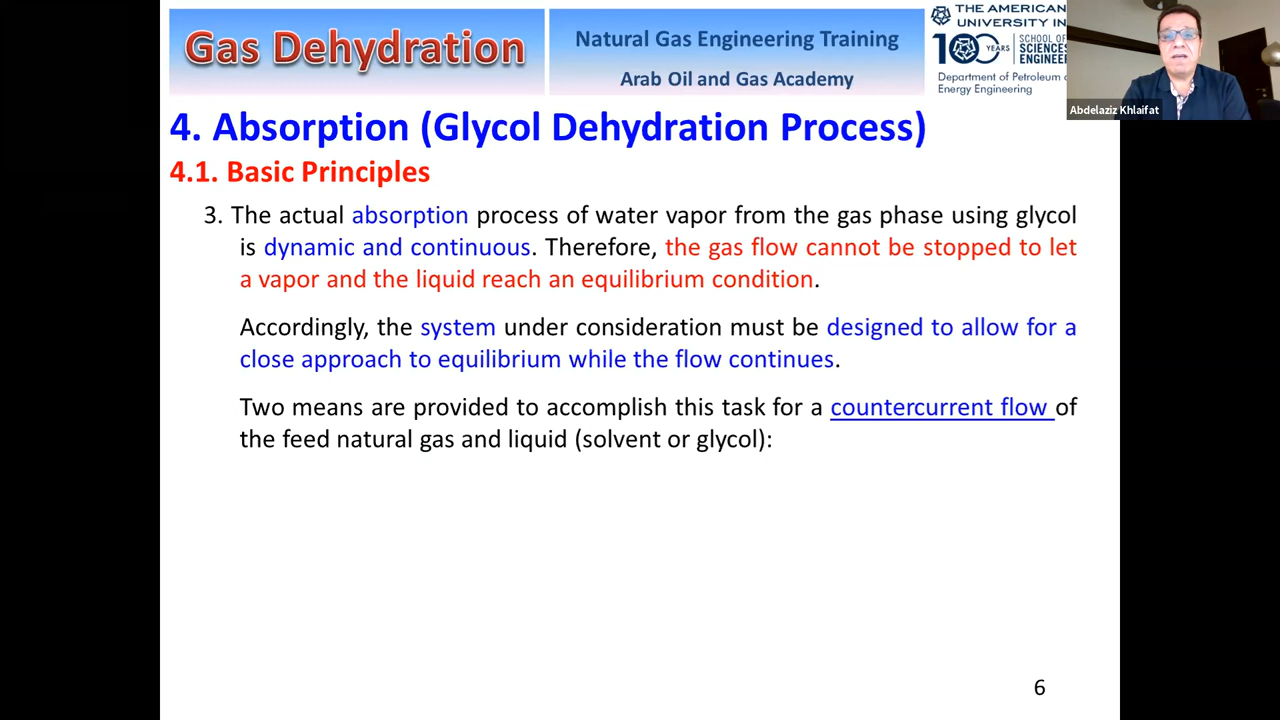 Gas Dehydration
Natural Gas Engineering Training
Arab Oil and Gas Academy
THE AMERICAN
UNIVERSITY IN
100 YEARS
SCHOOL OF
SCIENCES
ENGINEER
Department of Petroleum
Energy Engineering
Abdelaziz Khlaifat
4. Absorption (Glycol Dehydration Process)
4.1. Basic Principles
3. The actual absorption process of water vapor from the gas phase using glycol
is dynamic and continuous. Therefore, the gas flow cannot be stopped to let
a vapor and the liquid reach an equilibrium condition.
Accordingly, the system under consideration must be designed to allow for a
close approach to equilibrium while the flow continues.
Two means are provided to accomplish this task for a countercurrent flow of
the feed natural gas and liquid (solvent or glycol):
6